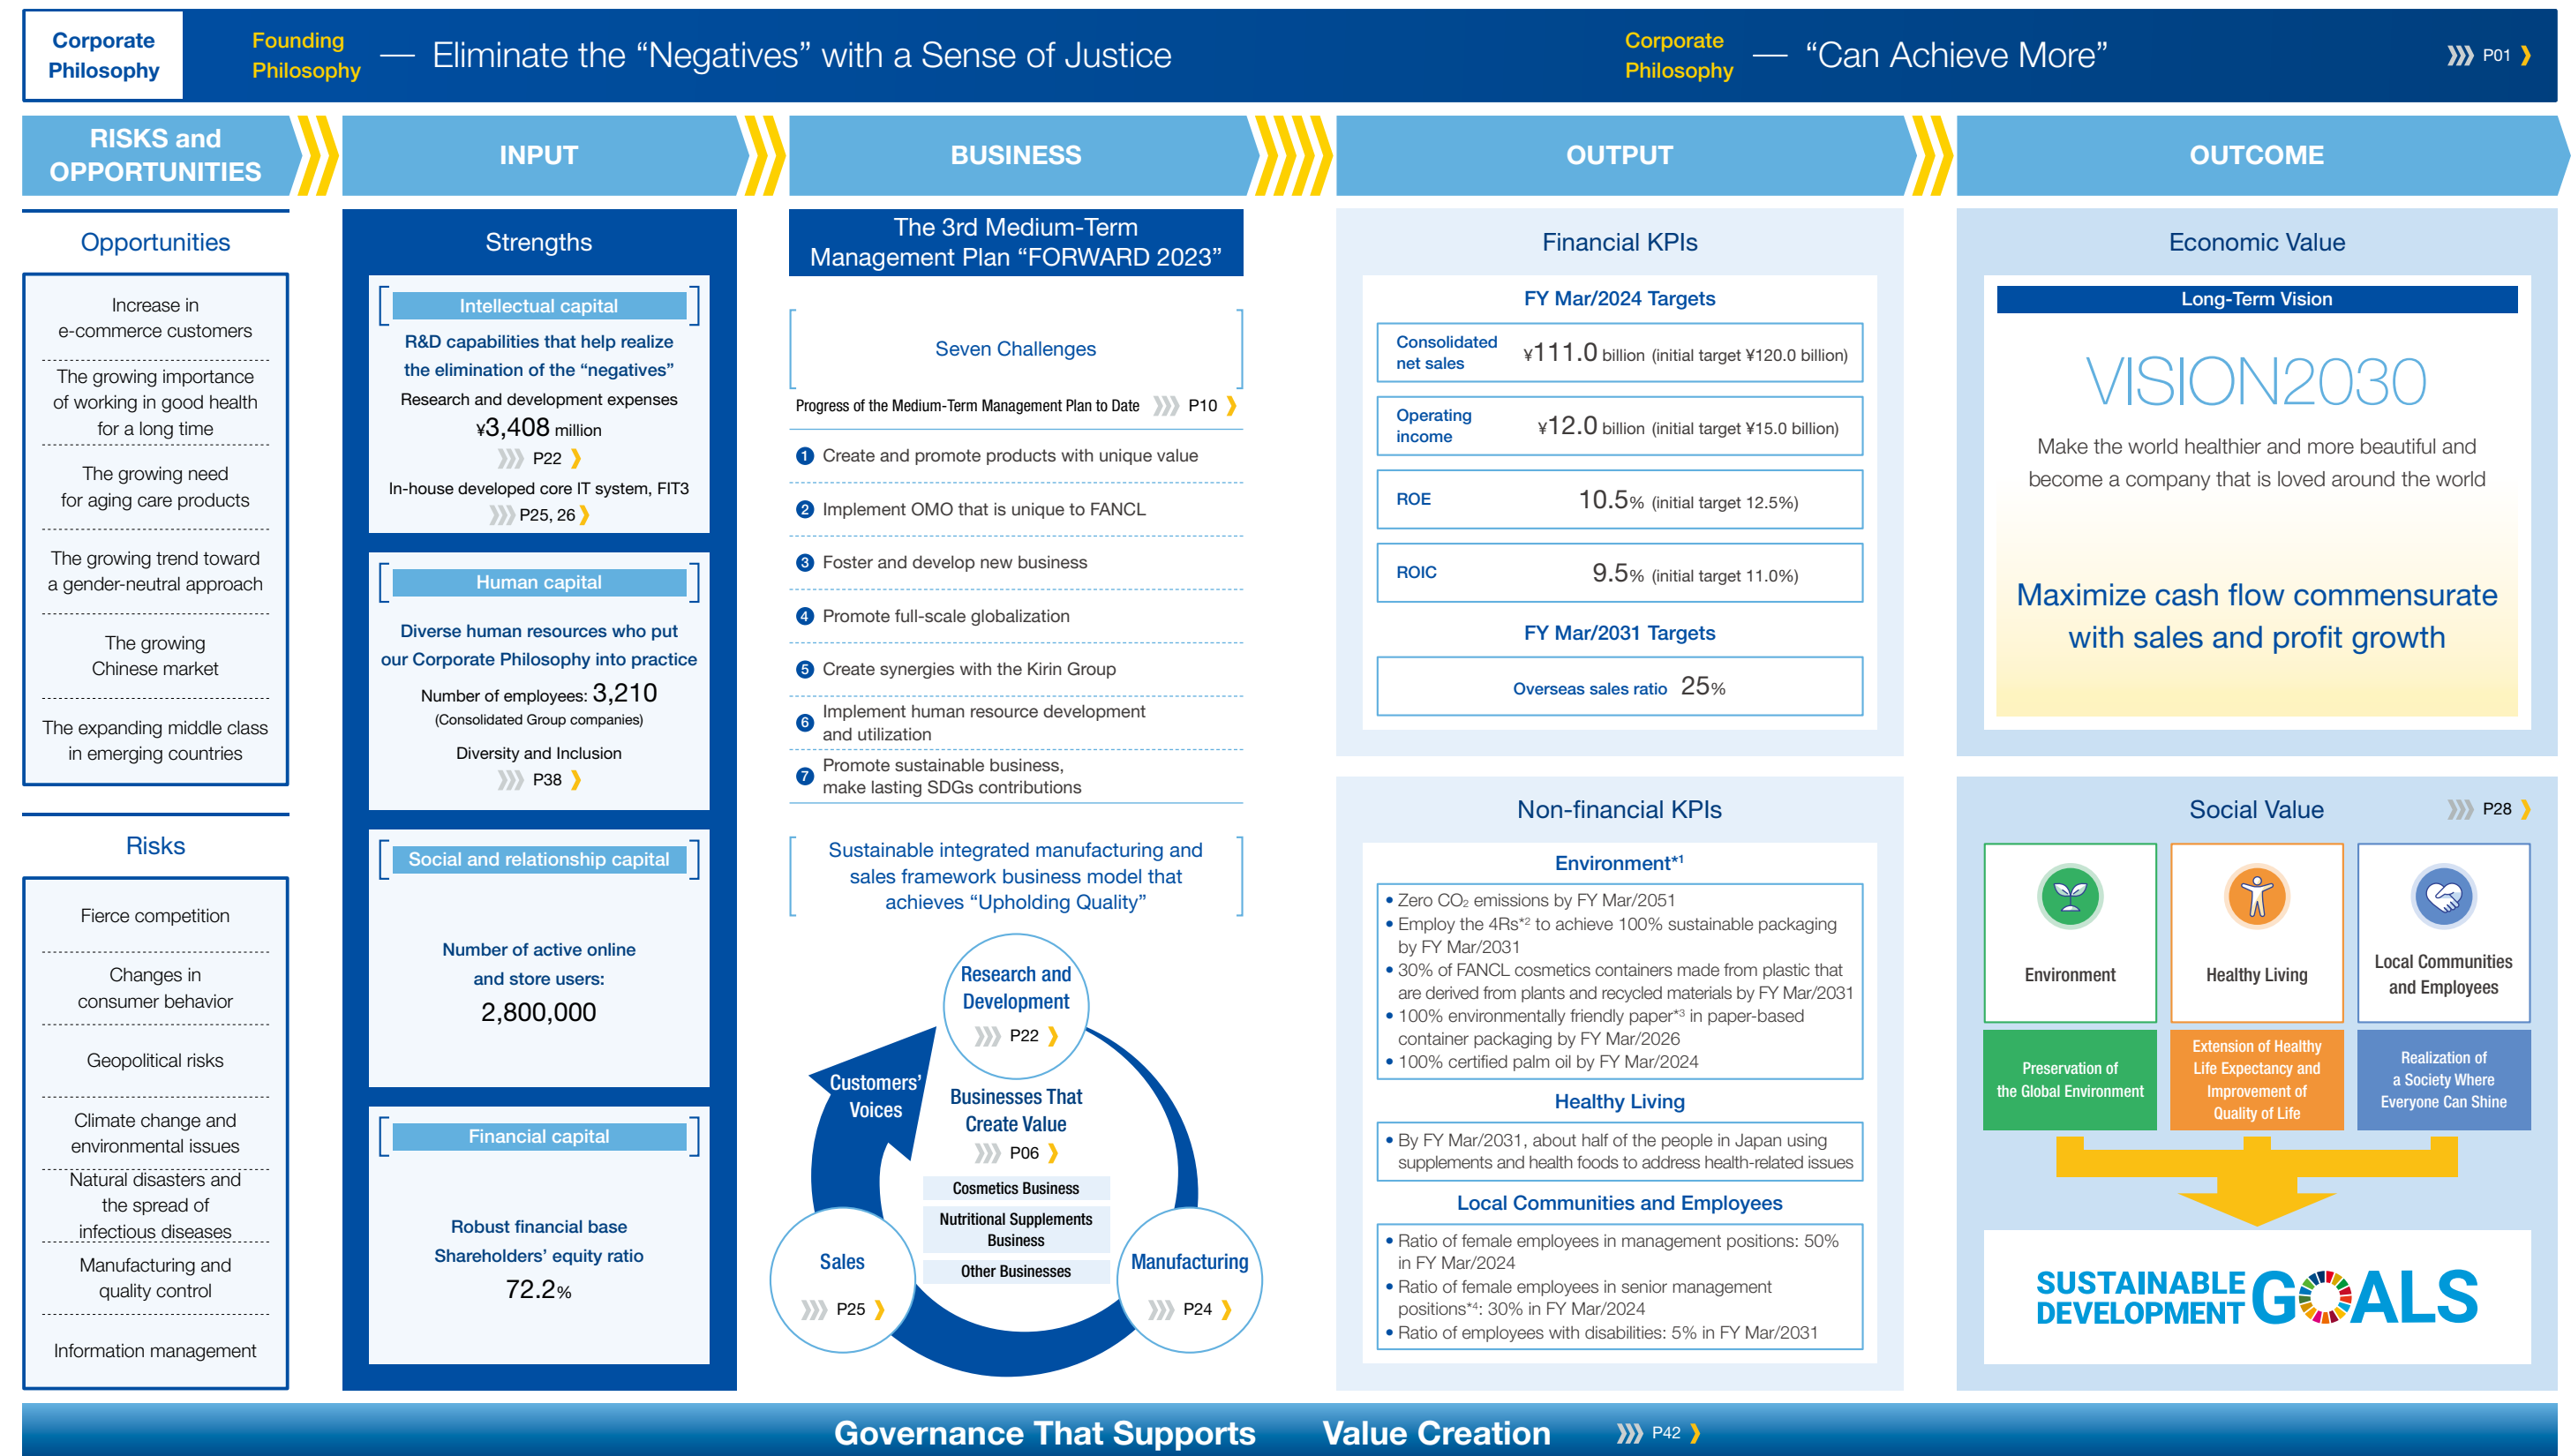 Corporate
Philosophy
Founding
Philosophy
— Eliminate the “Negatives” with a Sense of Justice
Corporate
Philosophy
— “Can Achieve More”
P01
RISKS and
OPPORTUNITIES
INPUT
BUSINESS
OUTPUT
OUTCOME
Opportunities
Increase in
e-commerce customers
The growing importance
of working in good health
for a long time
The growing need
for aging care products
The growing trend toward
a gender-neutral approach
The growing
Chinese market
The expanding middle class
in emerging countries
Risks
Fierce competition
Changes in
consumer behavior
Geopolitical risks
Climate change and
environmental issues
Natural disasters and
the spread of
infectious diseases
Manufacturing and
quality control
Information management
Strengths
Intellectual capital
R&D capabilities that help realize
the elimination of the “negatives”
Research and development expenses
¥3,408 million
P22
In-house developed core IT system, FIT3
P25, 26
Human capital
Diverse human resources who put
our Corporate Philosophy into practice
Number of employees: 3,210
(Consolidated Group companies)
Diversity and Inclusion
P38
Social and relationship capital
Number of active online
and store users:
2,800,000
Financial capital
Robust financial base
Shareholders’ equity ratio
72.2%
The 3rd Medium-Term
Management Plan “FORWARD 2023”
Seven Challenges
Progress of the Medium-Term Management Plan to Date P10
1 Create and promote products with unique value
2 Implement OMO that is unique to FANCL
3 Foster and develop new business
4 Promote full-scale globalization
5 Create synergies with the Kirin Group
6 Implement human resource development
and utilization
7 Promote sustainable business,
make lasting SDGs contributions
Sustainable integrated manufacturing and
sales framework business model that
achieves “Upholding Quality”
Research and
Development
P22
Customers’
Voices
Businesses That
Create Value
P06
Cosmetics Business
Nutritional Supplements
Business
Other Businesses
Sales
P25
Manufacturing
P24
Financial KPIs
FY Mar/2024 Targets
Consolidated
net sales
¥111.0 billion (initial target ¥120.0 billion)
Operating
income
¥12.0 billion (initial target ¥15.0 billion)
ROE 10.5% (initial target 12.5%)
ROIC 9.5% (initial target 11.0%)
FY Mar/2031 Targets
Overseas sales ratio 25%
Non-financial KPIs
Environment*1
• Zero CO₂ emissions by FY Mar/2051
• Employ the 4Rs*2 to achieve 100% sustainable packaging
by FY Mar/2031
• 30% of FANCL cosmetics containers made from plastic that
are derived from plants and recycled materials by FY Mar/2031
• 100% environmentally friendly paper*3 in paper-based
container packaging by FY Mar/2026
• 100% certified palm oil by FY Mar/2024
Healthy Living
• By FY Mar/2031, about half of the people in Japan using
supplements and health foods to address health-related issues
Local Communities and Employees
• Ratio of female employees in management positions: 50%
in FY Mar/2024
• Ratio of female employees in senior management
positions*4: 30% in FY Mar/2024
• Ratio of employees with disabilities: 5% in FY Mar/2031
Economic Value
Long-Term Vision
VISION2030
Make the world healthier and more beautiful and
become a company that is loved around the world
Maximize cash flow commensurate
with sales and profit growth
Social Value
P28
Environment
Healthy Living
Local Communities
and Employees
Preservation of
the Global Environment
Extension of Healthy
Life Expectancy and
Improvement of
Quality of Life
Realization of
a Society Where
Everyone Can Shine
SUSTAINABLE
DEVELOPMENT
GOALS
Governance That Supports Value Creation P42